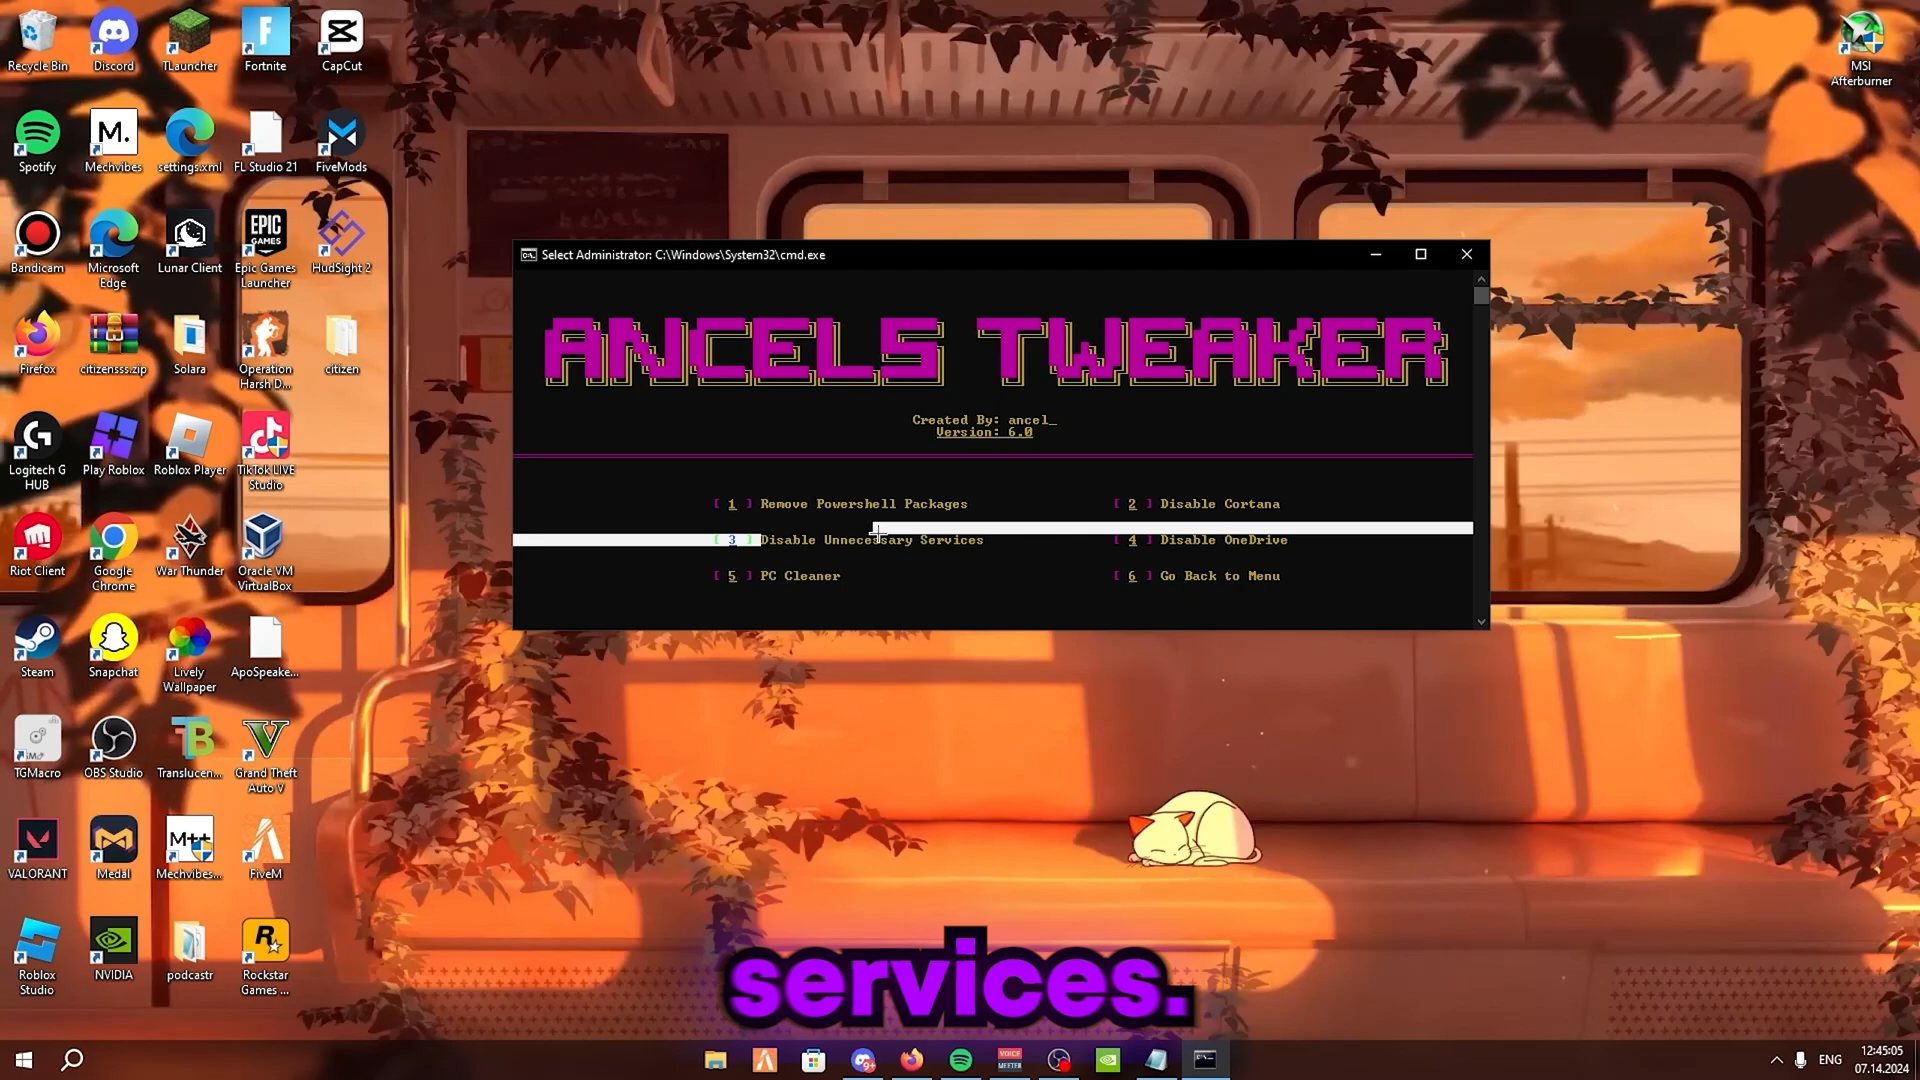 Recycle Bin
Discord
TLauncher
Fortnite
CapCut
MSI
Afterburner
Spotify
M.
Mechvibes
settings.xml
FL Studio 21
FiveMods
Bandicam
Microsoft
Edge
Lunar Client
EPIC
GAMES
Epic Games
Launcher
HudSight 2
Select Administrator: C:\Windows\System32\cmd.exe
ANCELS TWEAKER
Created By: ancel_
Version: 6.0
[ 1 ] Remove Powershell Packages
[ 2 ] Disable Cortana
[ 3 ] Disable Unnecessary Services
[ 4 ] Disable OneDrive
[ 5 ] PC Cleaner
[ 6 ] Go Back to Menu
Firefox
citizensss.zip
Solara
Operation
Harsh D...
citizen
Logitech G
HUB
Play Roblox
Roblox Player
TikTok LIVE
Studio
Riot Client
Google
Chrome
War Thunder
Oracle VM
VirtualBox
Steam
Snapchat
Lively
Wallpaper
ApoSpeake...
TGMacro
OBS Studio
Translucen...
Grand Theft
Auto V
VALORANT
Medal
M++
Mechvibes...
FiveM
Roblox
Studio
NVIDIA
podcastr
Rockstar
Games ...
services.
VOICE
MEETER
9+
ENG
12:45:05
07.14.2024